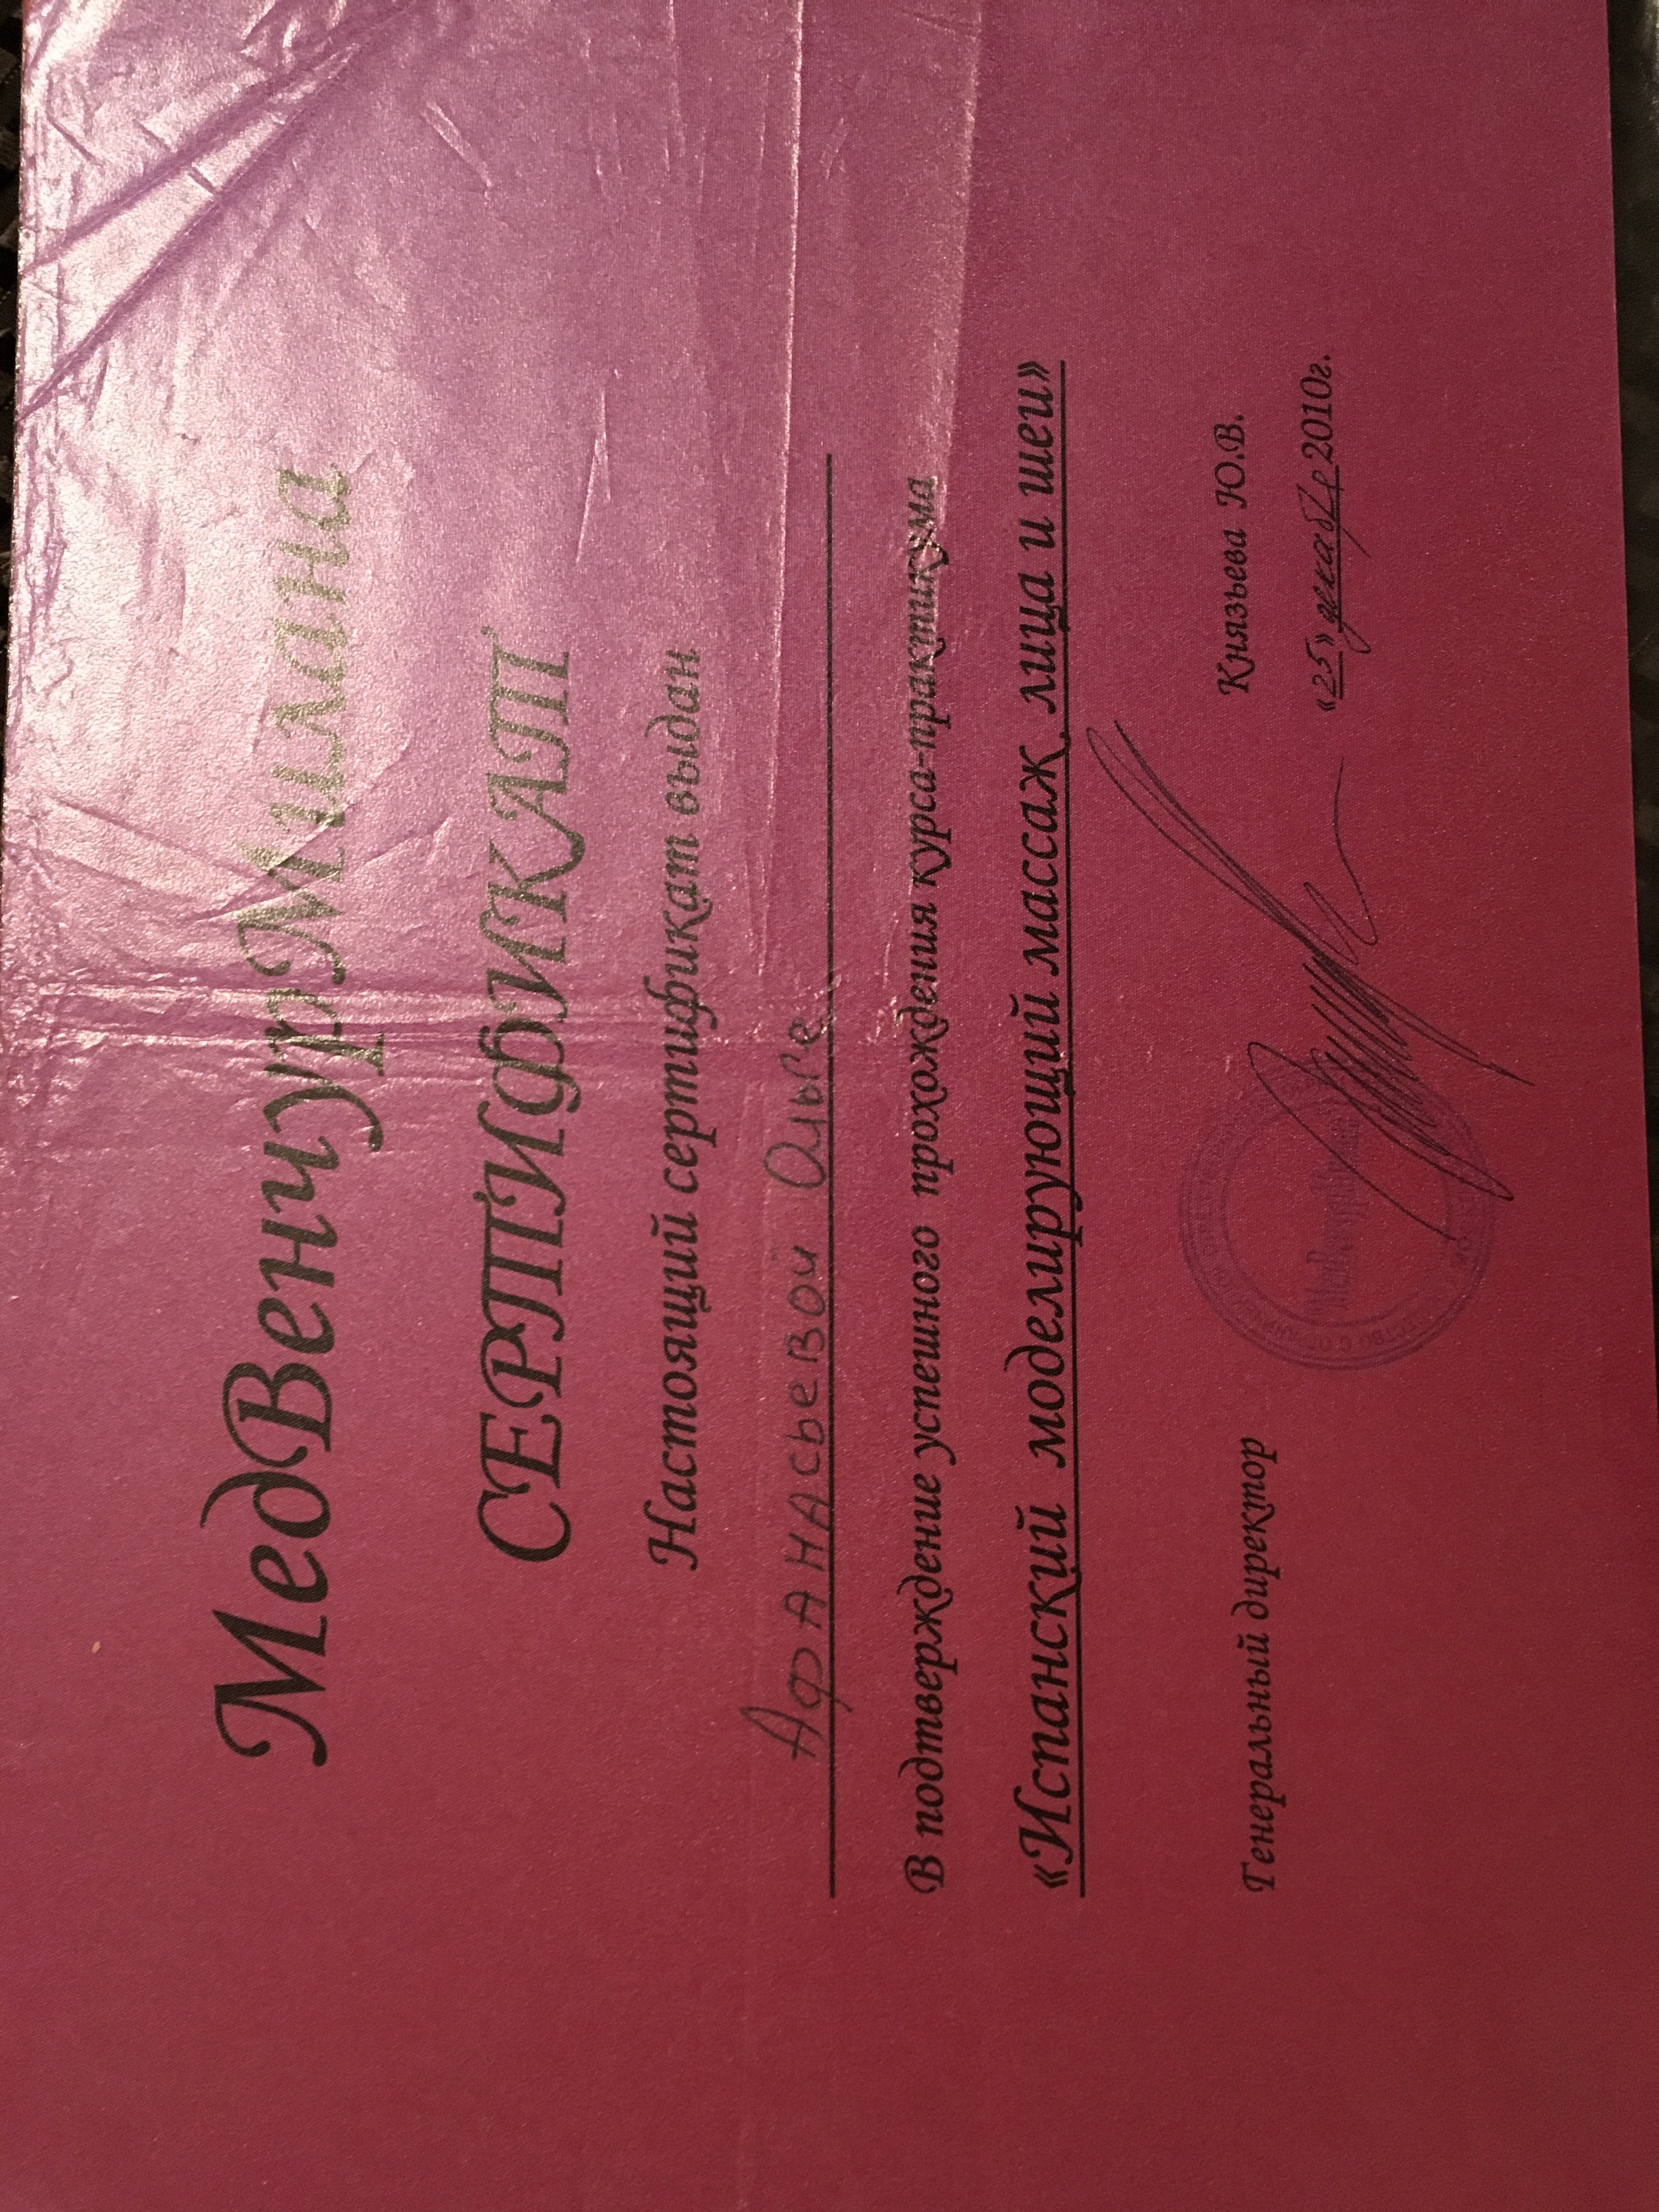 МедВенчурМилана
СЕРТИФИКАТ
Настоящий сертификат выдан
Афанасьевой Ольге
В подтверждение успешного прохождения курса-практикума
«Испанский моделирующий массаж лица и шеи»
Генеральный директор Князьева Ю.В.
«25» декабр 2010г.